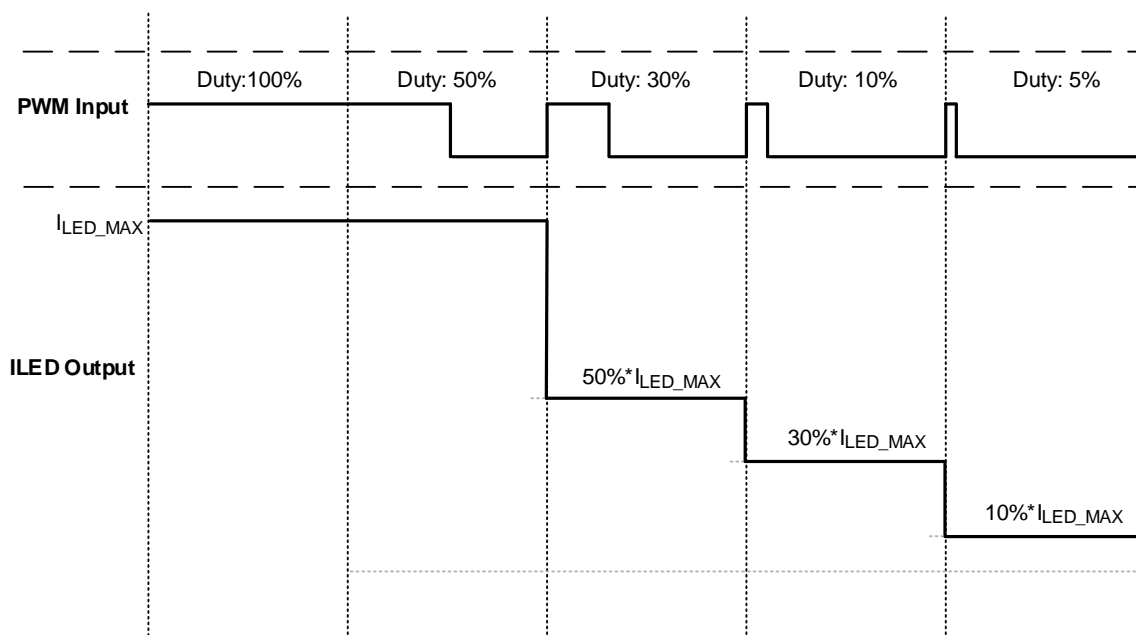 Duty:100%
Duty: 50%
Duty: 30%
Duty: 10%
Duty: 5%
PWM Input
ILED_MAX
ILED Output
50%*ILED_MAX
30%*ILED_MAX
10%*ILED_MAX